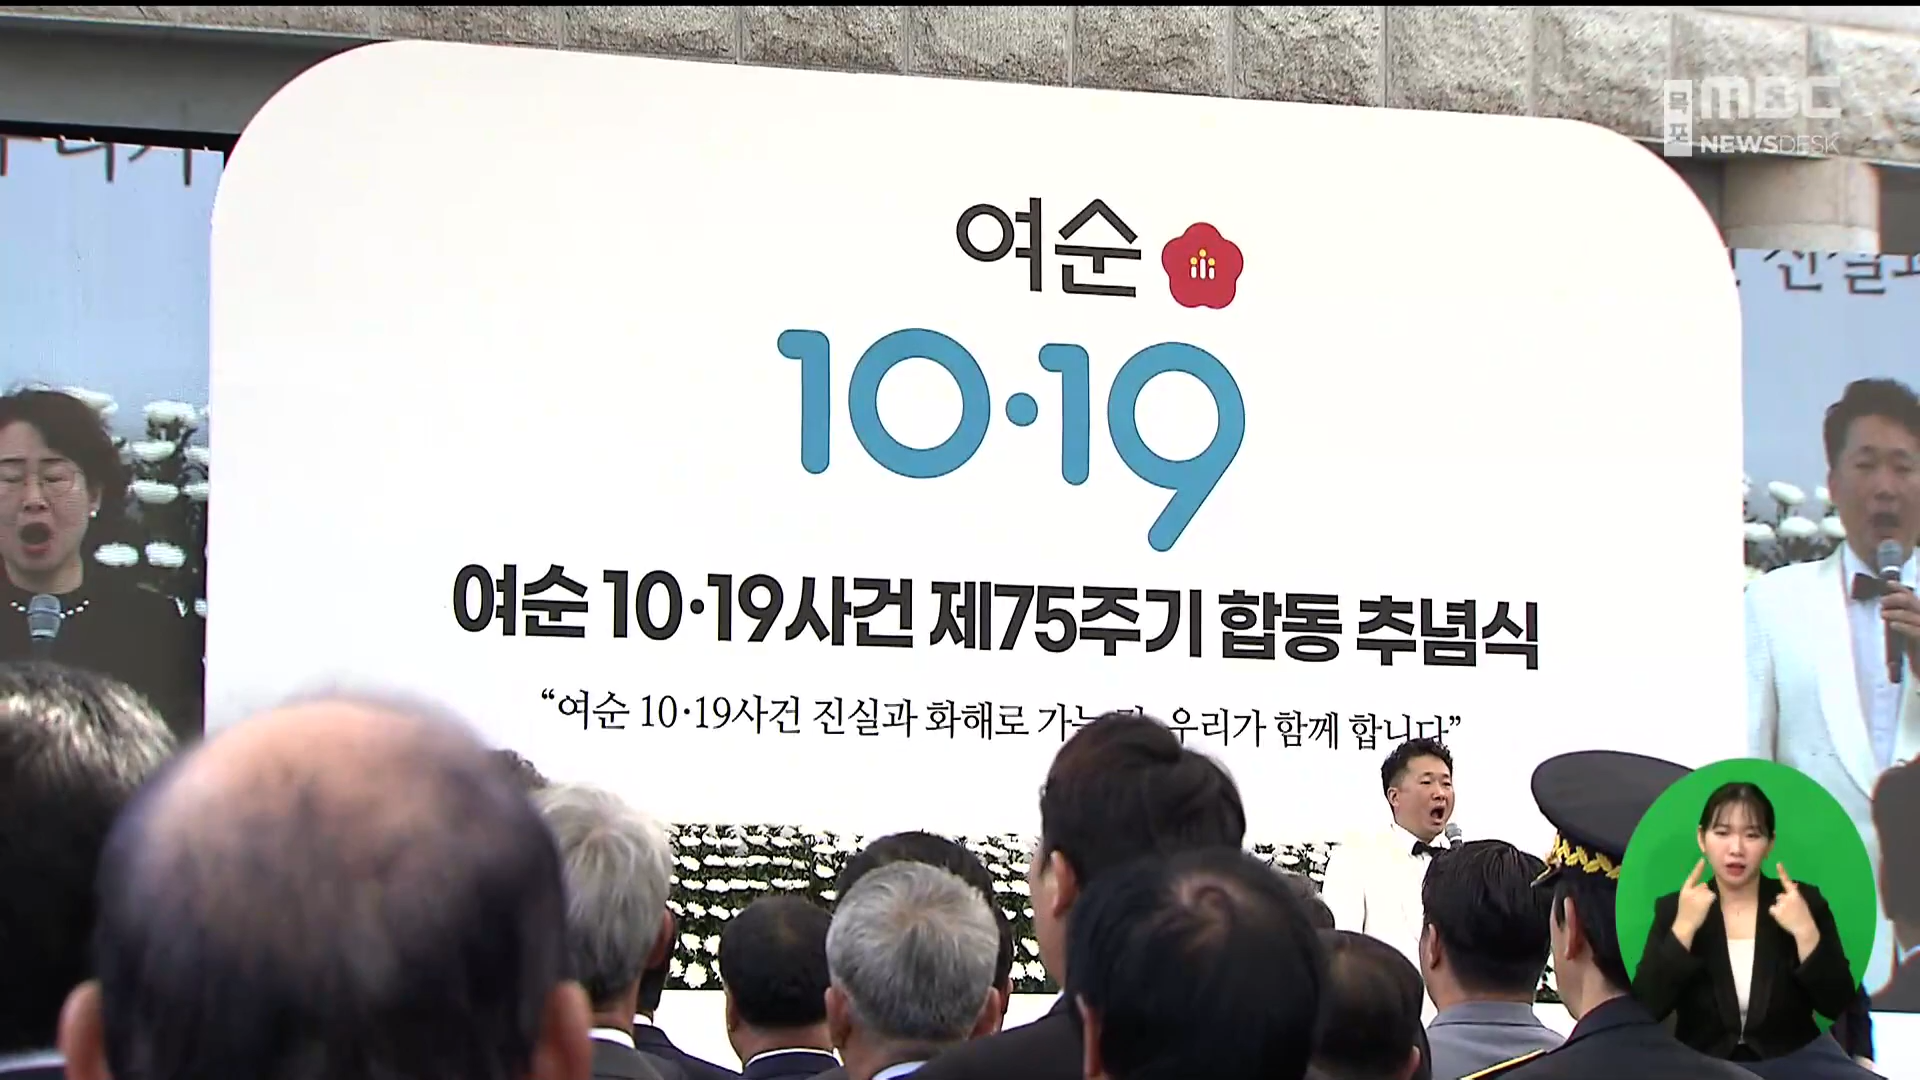 목포 MBC
NEWSDESK
여순
10·19
여순 10·19사건 제75주기 합동 추념식
“여순 10·19사건 진실과 화해로 가는 우리가 함께 합니다”